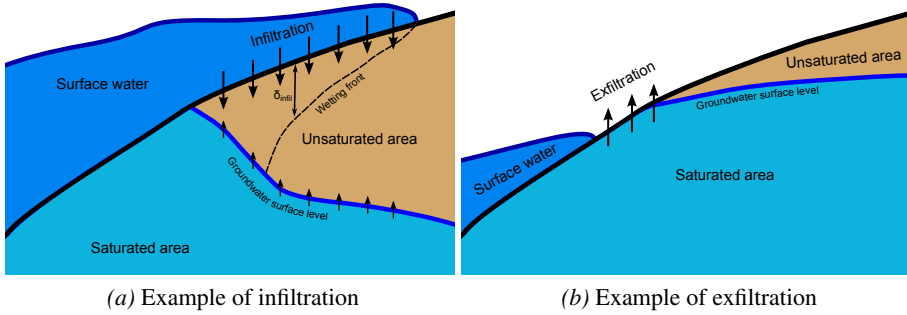 Infiltration
Surface water
δinfil
Wetting front
Unsaturated area
Groundwater surface level
Saturated area
(a) Example of infiltration
Exfiltration
Unsaturated area
Groundwater surface level
Surface water
Saturated area
(b) Example of exfiltration